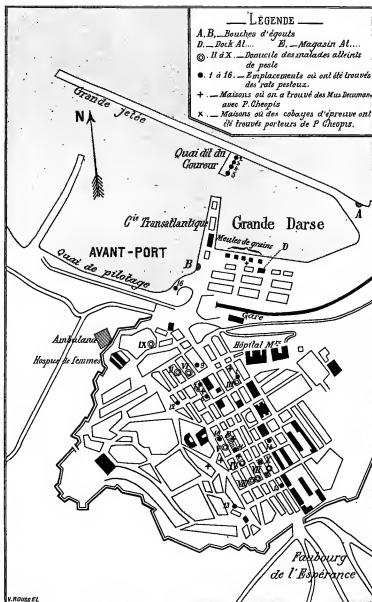 LÉGENDE
A, B, _ Bouches d'égouts
D _ Dock Al.... E, _ Magasin Al....
II à X _ Domicile des malades atteints
de peste
1 à 16 _ Emplacements où ont été trouvés
des rats pesteux.
+ _ Maisons où on a trouvé des Mus Decumanus
avec P. Cheopis
x _ Maisons où des cobayes d'épreuve ont
été trouvés porteurs de P. Cheopis.
Grande Jetée
N
Quai dit du
Coureur
A
Cie Transatlantique
Grande Darse
Meules de grains
D
AVANT-PORT
B
Quai de pilotage
16
Gare
Ambulance
IX
Hospice de femmes
Hôpital Mre
Faubourg
de l'Espérance
V. ROUSSEL